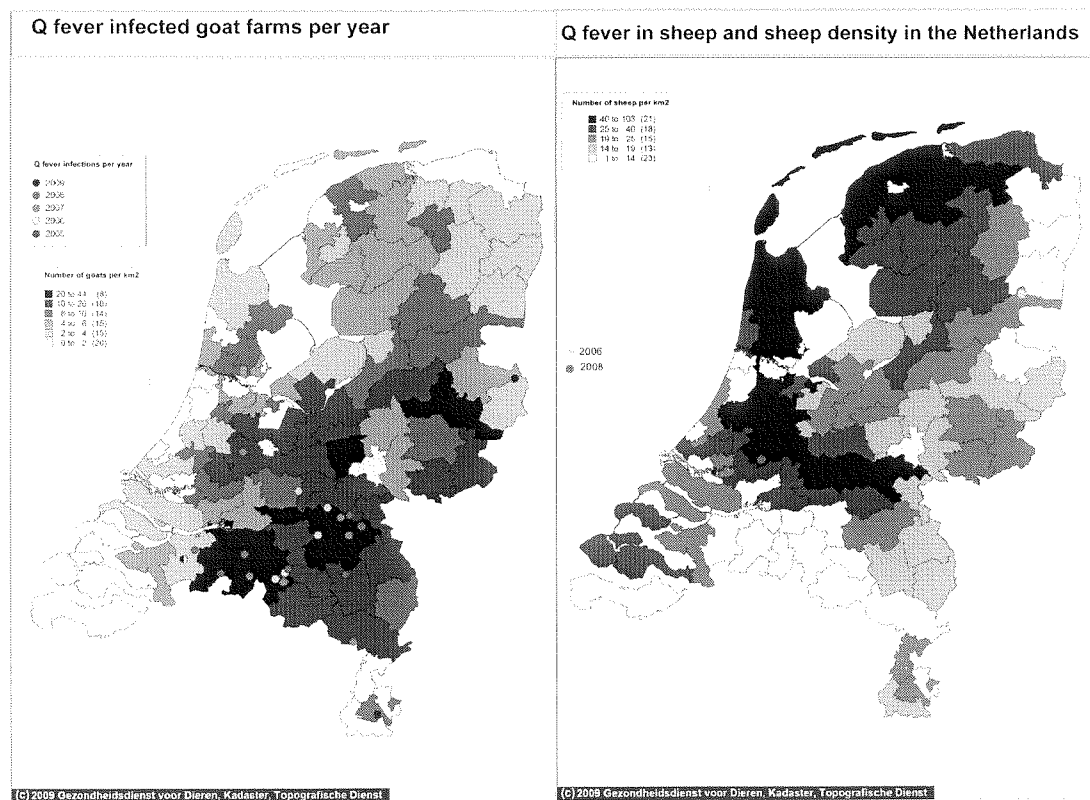 Q fever infected goat farms per year
Q fever infections per year
2009
2008
2007
2006
2005
Number of goats per km2
20 to 44 (8)
10 to 20 (18)
6 to 10 (14)
4 to 6 (15)
2 to 4 (15)
0 to 2 (20)
(C) 2009 Gezondheidsdienst voor Dieren, Kadaster, Topografische Dienst
Q fever in sheep and sheep density in the Netherlands
Number of sheep per km2
40 to 103 (21)
25 to 40 (18)
19 to 25 (15)
14 to 19 (13)
1 to 14 (23)
2006
2008
(C) 2009 Gezondheidsdienst voor Dieren, Kadaster, Topografische Dienst